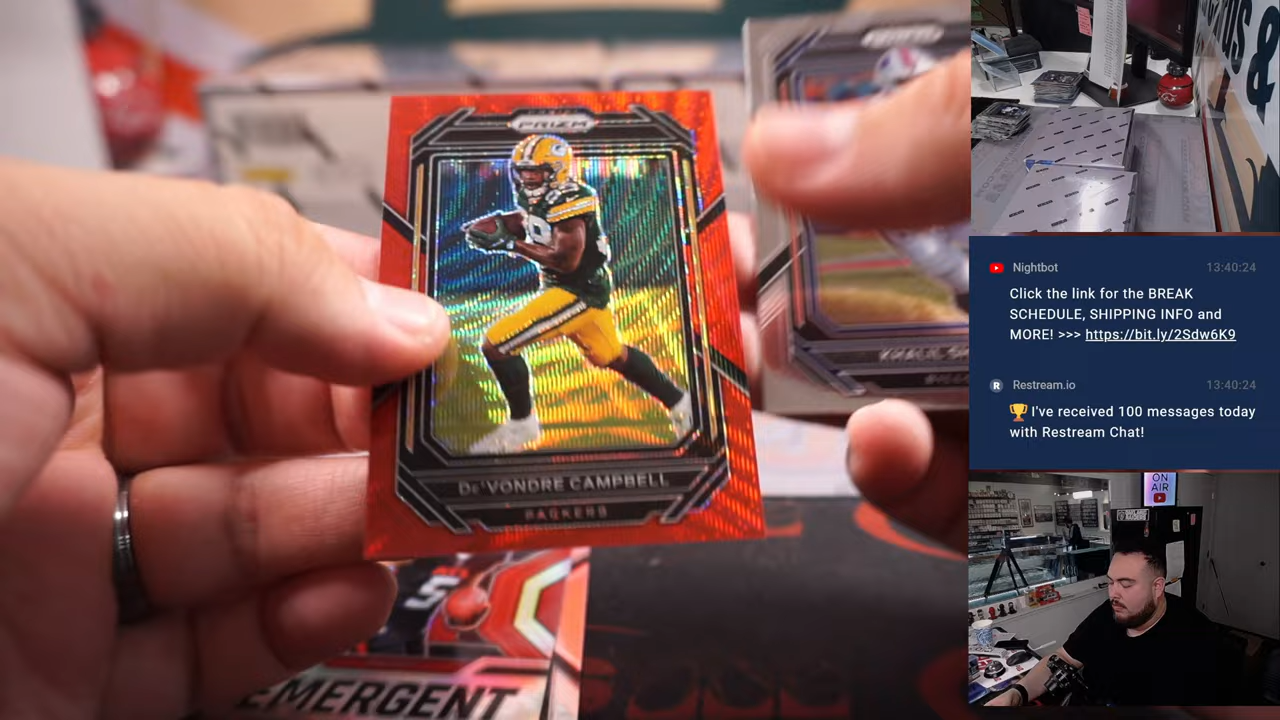 PRIZM
De'VONDRE CAMPBELL
PACKERS
EMERGENT
5
Nightbot
13:40:24
Click the link for the BREAK
SCHEDULE, SHIPPING INFO and
MORE! >>> https://bit.ly/2Sdw6K9
R
Restream.io
13:40:24
🏆 I've received 100 messages today
with Restream Chat!
ON
AIR